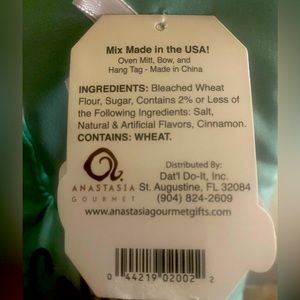 Mix Made in the USA!
Oven Mitt, Bow, and
Hang Tag - Made in China
INGREDIENTS: Bleached Wheat
Flour, Sugar, Contains 2% or Less of
the Following Ingredients: Salt,
Natural & Artificial Flavors, Cinnamon.
CONTAINS: WHEAT.
ANASTASIA
GOURMET
Distributed By:
Dat'l Do-It, Inc.
St. Augustine, FL 32084
(904) 824-2609
www.anastasiagourmetgifts.com
0 44219 02002 2